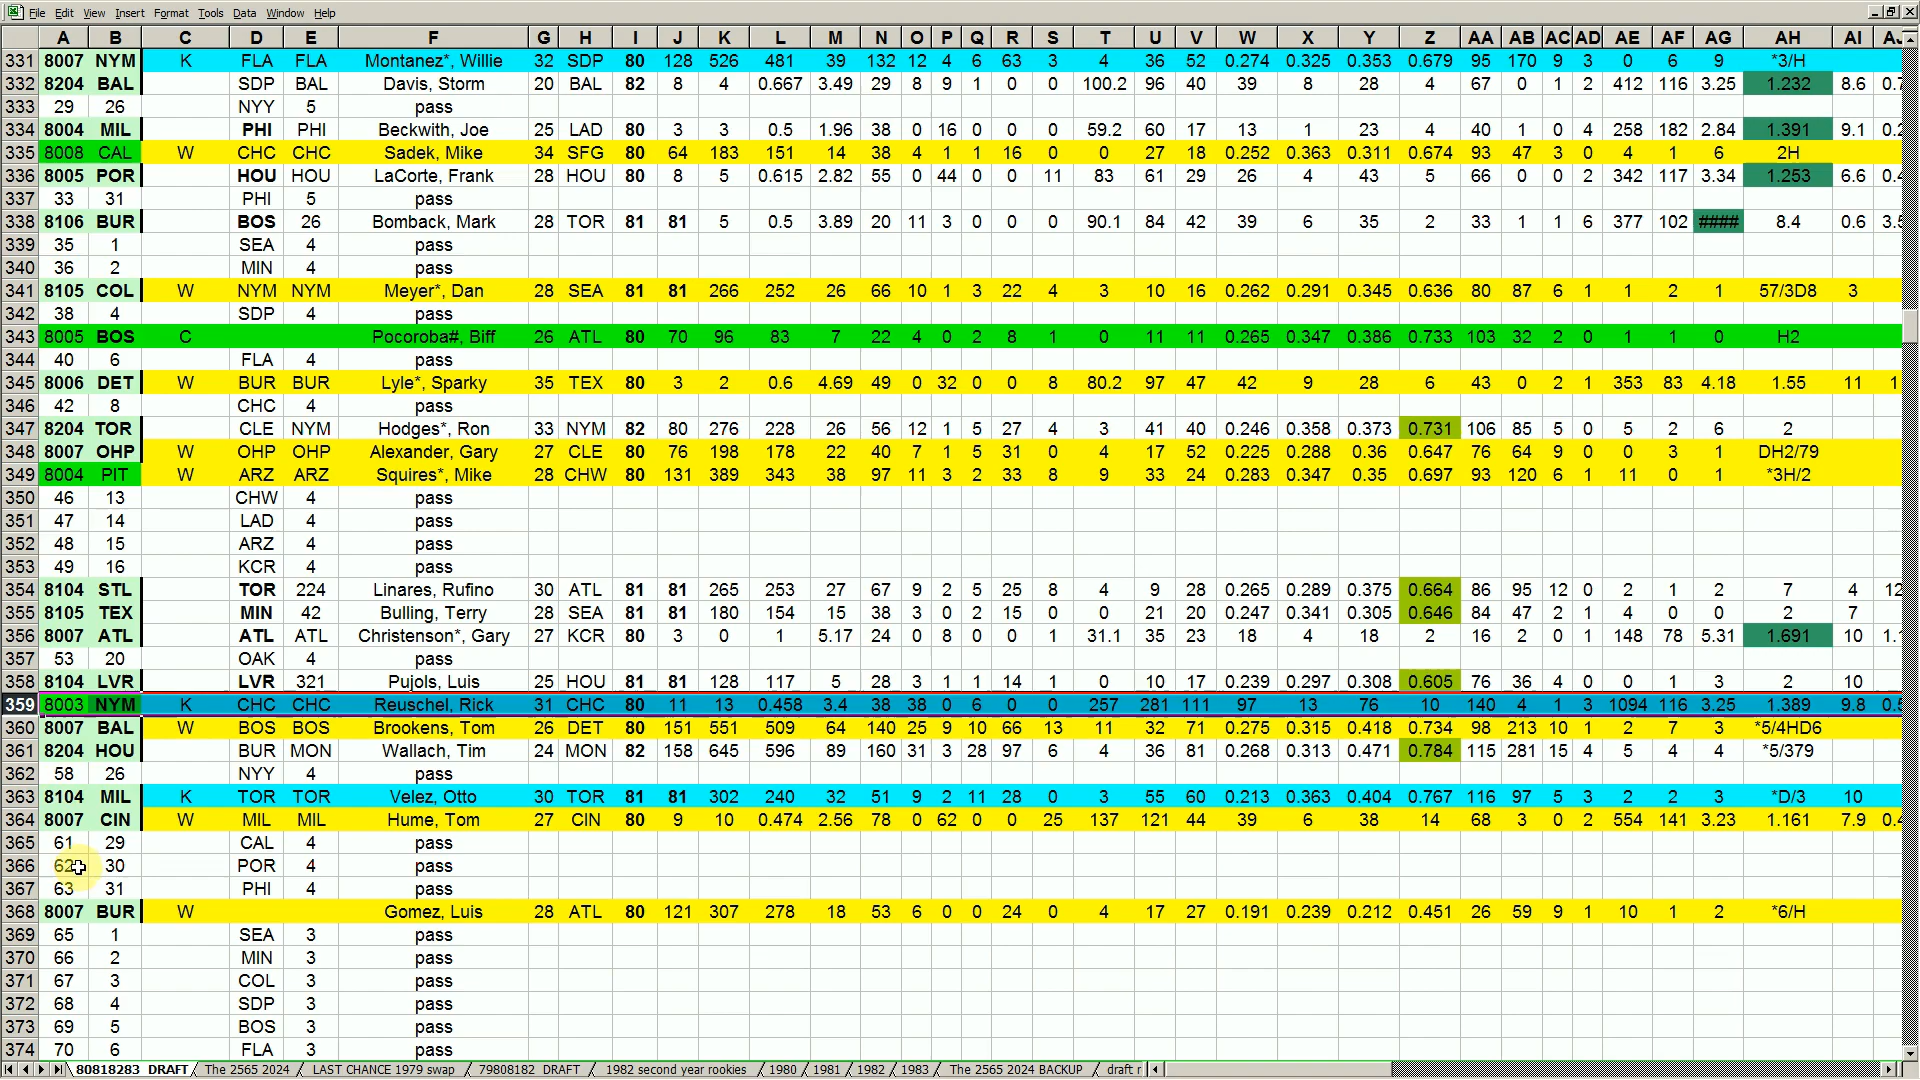 File Edit View Insert Format Tools Data Window Help
A B C D E F G H I J K L M N O P Q R S T U V W X Y Z AA AB AC AD AE AF AG AH AI AJ
331 8007 NYM K FLA FLA Montanez*, Willie 32 SDP 80 128 526 481 39 132 12 4 6 63 3 4 36 52 0.274 0.325 0.353 0.679 95 170 9 3 0 6 9 *3/H
332 8204 BAL SDP BAL Davis, Storm 20 BAL 82 8 4 0.667 3.49 29 8 9 1 0 0 100.2 96 40 39 8 28 4 67 0 1 2 412 116 3.25 1.232 8.6
333 29 26 NYY 5 pass
334 8004 MIL PHI PHI Beckwith, Joe 25 LAD 80 3 3 0.5 1.96 38 0 16 0 0 0 59.2 60 17 13 1 23 4 40 1 0 4 258 182 2.84 1.391 9.1
335 8008 CAL W CHC CHC Sadek, Mike 34 SFG 80 64 183 151 14 38 4 1 1 16 0 0 27 18 0.252 0.363 0.311 0.674 93 47 3 0 4 1 6 2H
336 8005 POR HOU HOU LaCorte, Frank 28 HOU 80 8 5 0.615 2.82 55 0 44 0 0 11 83 61 29 26 4 43 5 66 0 0 2 342 117 3.34 1.253 6.6
337 33 31 PHI 5 pass
338 8106 BUR BOS 26 Bomback, Mark 28 TOR 81 81 5 0.5 3.89 20 11 3 0 0 0 90.1 84 42 39 6 35 2 33 1 1 6 377 102 #### 8.4 0.6
339 35 1 SEA 4 pass
340 36 2 MIN 4 pass
341 8105 COL W NYM NYM Meyer*, Dan 28 SEA 81 81 266 252 26 66 10 1 3 22 4 3 10 16 0.262 0.291 0.345 0.636 80 87 6 1 1 2 1 57/3D8 3
342 38 4 SDP 4 pass
343 8005 BOS C Pocoroba#, Biff 26 ATL 80 70 96 83 7 22 4 0 2 8 1 0 11 11 0.265 0.347 0.386 0.733 103 32 2 0 1 1 0 H2
344 40 6 FLA 4 pass
345 8006 DET W BUR BUR Lyle*, Sparky 35 TEX 80 3 2 0.6 4.69 49 0 32 0 0 8 80.2 97 47 42 9 28 6 43 0 2 1 353 83 4.18 1.55 11 1
346 42 8 CHC 4 pass
347 8204 TOR CLE NYM Hodges*, Ron 33 NYM 82 80 276 228 26 56 12 1 5 27 4 3 41 40 0.246 0.358 0.373 0.731 106 85 5 0 5 2 6 2
348 8007 OHP W OHP OHP Alexander, Gary 27 CLE 80 76 198 178 22 40 7 1 5 31 0 4 17 52 0.225 0.288 0.36 0.647 76 64 9 0 0 3 1 DH2/79
349 8004 PIT W ARZ ARZ Squires*, Mike 28 CHW 80 131 389 343 38 97 11 3 2 33 8 9 33 24 0.283 0.347 0.35 0.697 93 120 6 1 11 0 1 *3H/2
350 46 13 CHW 4 pass
351 47 14 LAD 4 pass
352 48 15 ARZ 4 pass
353 49 16 KCR 4 pass
354 8104 STL TOR 224 Linares, Rufino 30 ATL 81 81 265 253 27 67 9 2 5 25 8 4 9 28 0.265 0.289 0.375 0.664 86 95 12 0 2 1 2 7 4 12
355 8105 TEX MIN 42 Bulling, Terry 28 SEA 81 81 180 154 15 38 3 0 2 15 0 0 21 20 0.247 0.341 0.305 0.646 84 47 2 1 4 0 0 2 7
356 8007 ATL ATL ATL Christenson*, Gary 27 KCR 80 3 0 1 5.17 24 0 8 0 0 1 31.1 35 23 18 4 18 2 16 2 0 1 148 78 5.31 1.691 10
357 53 20 OAK 4 pass
358 8104 LVR LVR 321 Pujols, Luis 25 HOU 81 81 128 117 5 28 3 1 1 14 1 0 10 17 0.239 0.297 0.308 0.605 76 36 4 0 0 1 3 2 10
359 8003 NYM K CHC CHC Reuschel, Rick 31 CHC 80 11 13 0.458 3.4 38 38 0 6 0 0 257 281 111 97 13 76 10 140 4 1 3 1094 116 3.25 1.389 9.8
360 8007 BAL W BOS BOS Brookens, Tom 26 DET 80 151 551 509 64 140 25 9 10 66 13 11 32 71 0.275 0.315 0.418 0.734 98 213 10 1 2 7 3 *5/4HD6
361 8204 HOU BUR MON Wallach, Tim 24 MON 82 158 645 596 89 160 31 3 28 97 6 4 36 81 0.268 0.313 0.471 0.784 115 281 15 4 5 4 4 *5/379
362 58 26 NYY 4 pass
363 8104 MIL K TOR TOR Velez, Otto 30 TOR 81 81 302 240 32 51 9 2 11 28 0 3 55 60 0.213 0.363 0.404 0.767 116 97 5 3 2 2 3 *D/3 10
364 8007 CIN W MIL MIL Hume, Tom 27 CIN 80 9 10 0.474 2.56 78 0 62 0 0 25 137 121 44 39 6 38 14 68 3 0 2 554 141 3.23 1.161 7.9
365 61 29 CAL 4 pass
366 62 30 POR 4 pass
367 63 31 PHI 4 pass
368 8007 BUR W Gomez, Luis 28 ATL 80 121 307 278 18 53 6 0 0 24 0 4 17 27 0.191 0.239 0.212 0.451 26 59 9 1 10 1 2 *6/H
369 65 1 SEA 3 pass
370 66 2 MIN 3 pass
371 67 3 COL 3 pass
372 68 4 SDP 3 pass
373 69 5 BOS 3 pass
374 70 6 FLA 3 pass
80818283 DRAFT The 2565 2024 LAST CHANCE 1979 swap 79808182 DRAFT 1982 second year rookies 1980 1981 1982 1983 The 2565 2024 BACKUP draft r